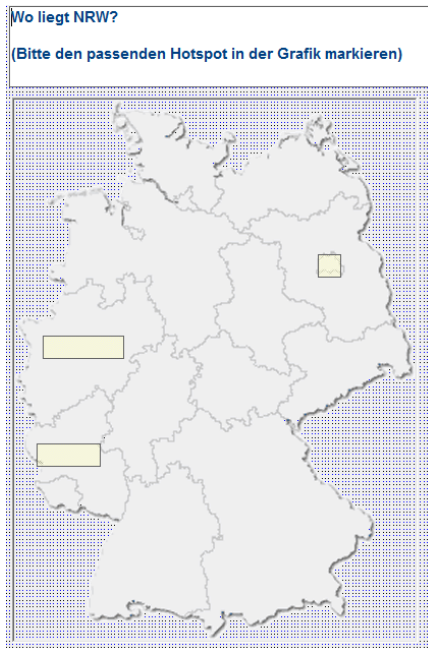 Wo liegt NRW?
(Bitte den passenden Hotspot in der Grafik markieren)